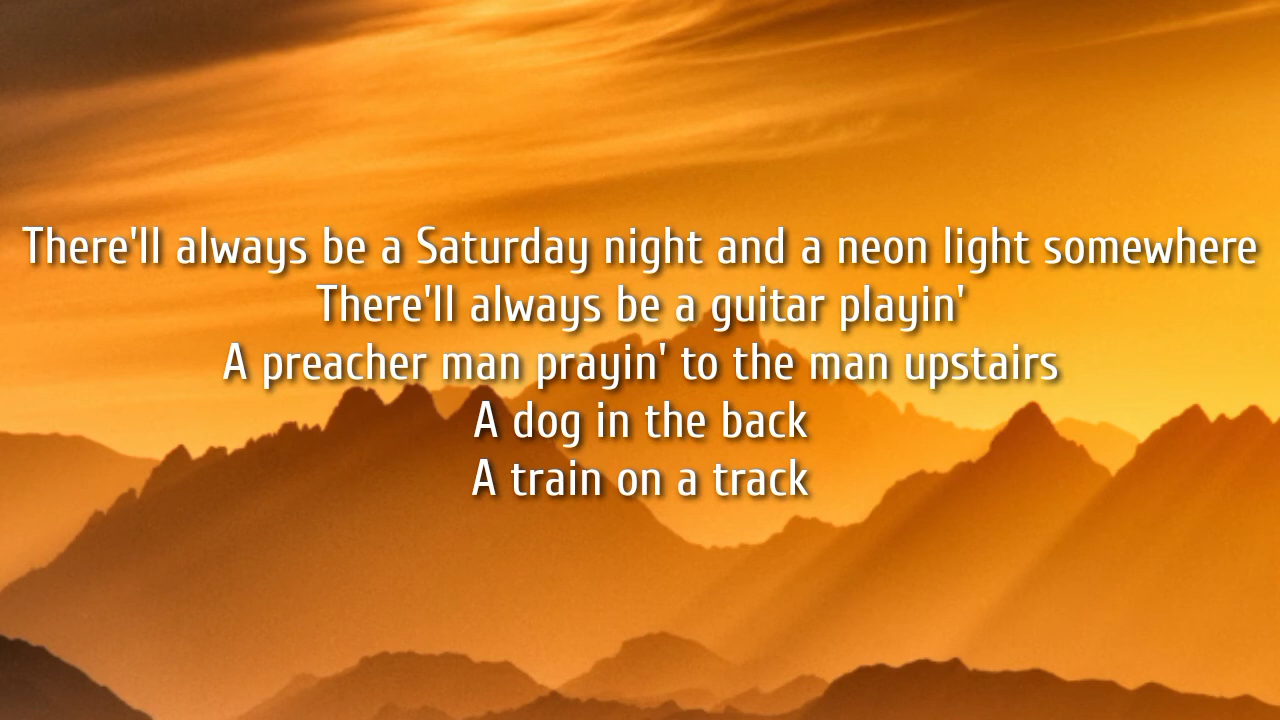 There'll always be a Saturday night and a neon light somewhere
There'll always be a guitar playin'
A preacher man prayin' to the man upstairs
A dog in the back
A train on a track